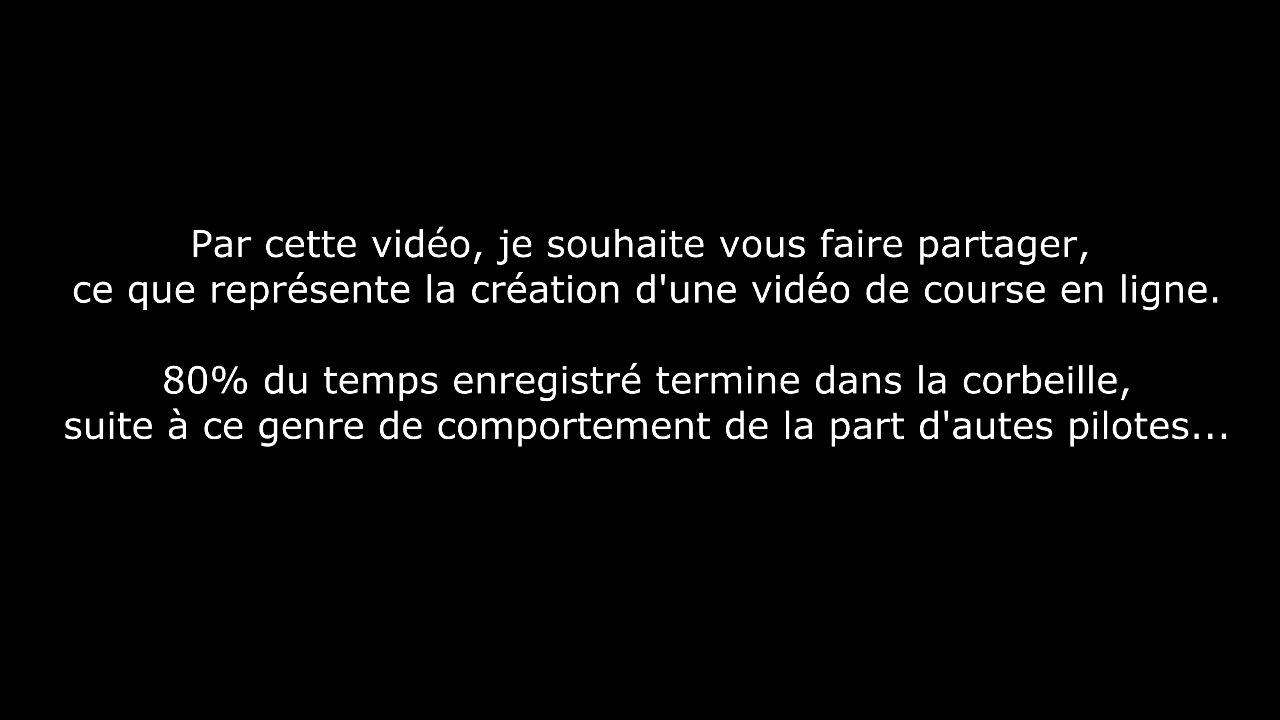 Par cette vidéo, je souhaite vous faire partager,
ce que représente la création d'une vidéo de course en ligne.
80% du temps enregistré termine dans la corbeille,
suite à ce genre de comportement de la part d'autes pilotes...